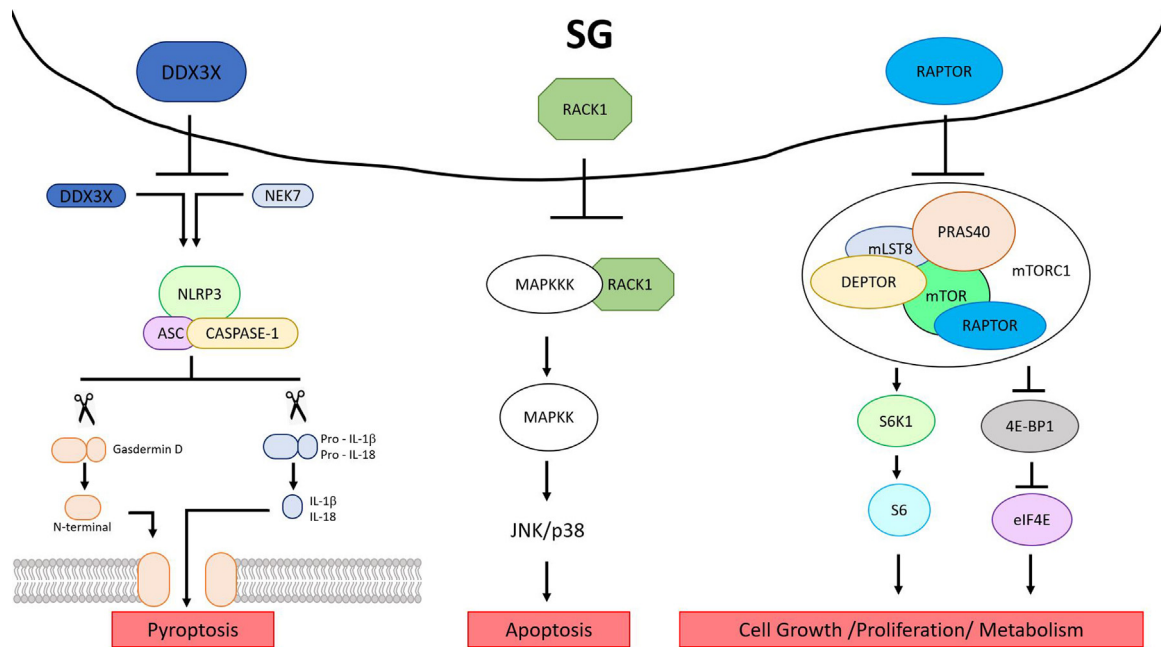 SG
DDX3X
RACK1
RAPTOR
DDX3X
NEK7
NLRP3
ASC
CASPASE-1
Gasdermin D
Pro - IL-1β
Pro - IL-18
N-terminal
IL-1β
IL-18
Pyroptosis
MAPKKK
RACK1
MAPKK
JNK/p38
Apoptosis
PRAS40
mLST8
mTORC1
DEPTOR
mTOR
RAPTOR
S6K1
4E-BP1
S6
eIF4E
Cell Growth /Proliferation/ Metabolism